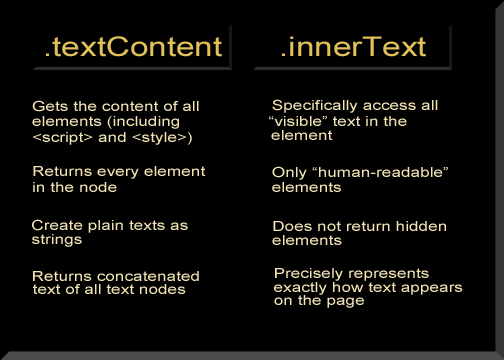 .textContent
.innerText
Gets the content of all
elements (including
<script> and <style>)
Specifically access all
“visible” text in the
element
Returns every element
in the node
Only “human-readable”
elements
Create plain texts as
strings
Does not return hidden
elements
Returns concatenated
text of all text nodes
Precisely represents
exactly how text appears
on the page